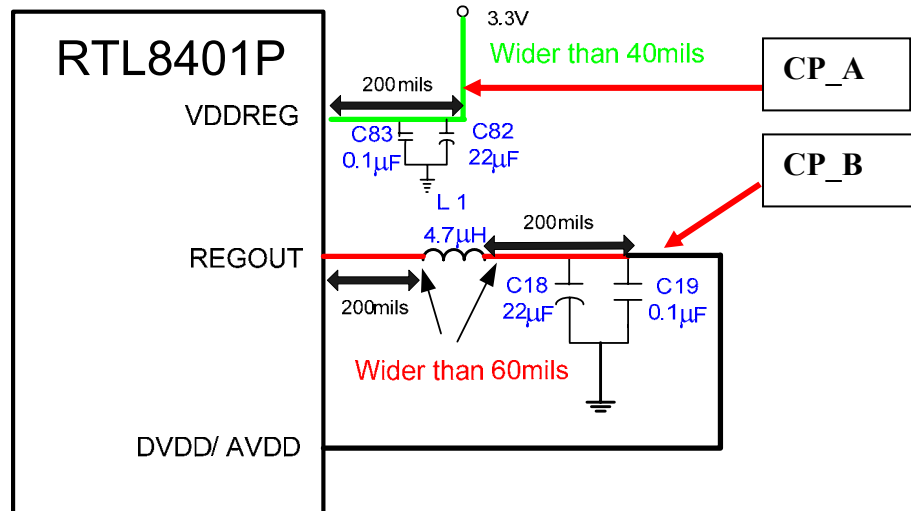 RTL8401P
3.3V
Wider than 40mils
CP_A
200mils
VDDREG
C83
0.1μF
C82
22μF
CP_B
L 1
4.7μH
200mils
REGOUT
200mils
C18
22μF
C19
0.1μF
Wider than 60mils
DVDD/ AVDD